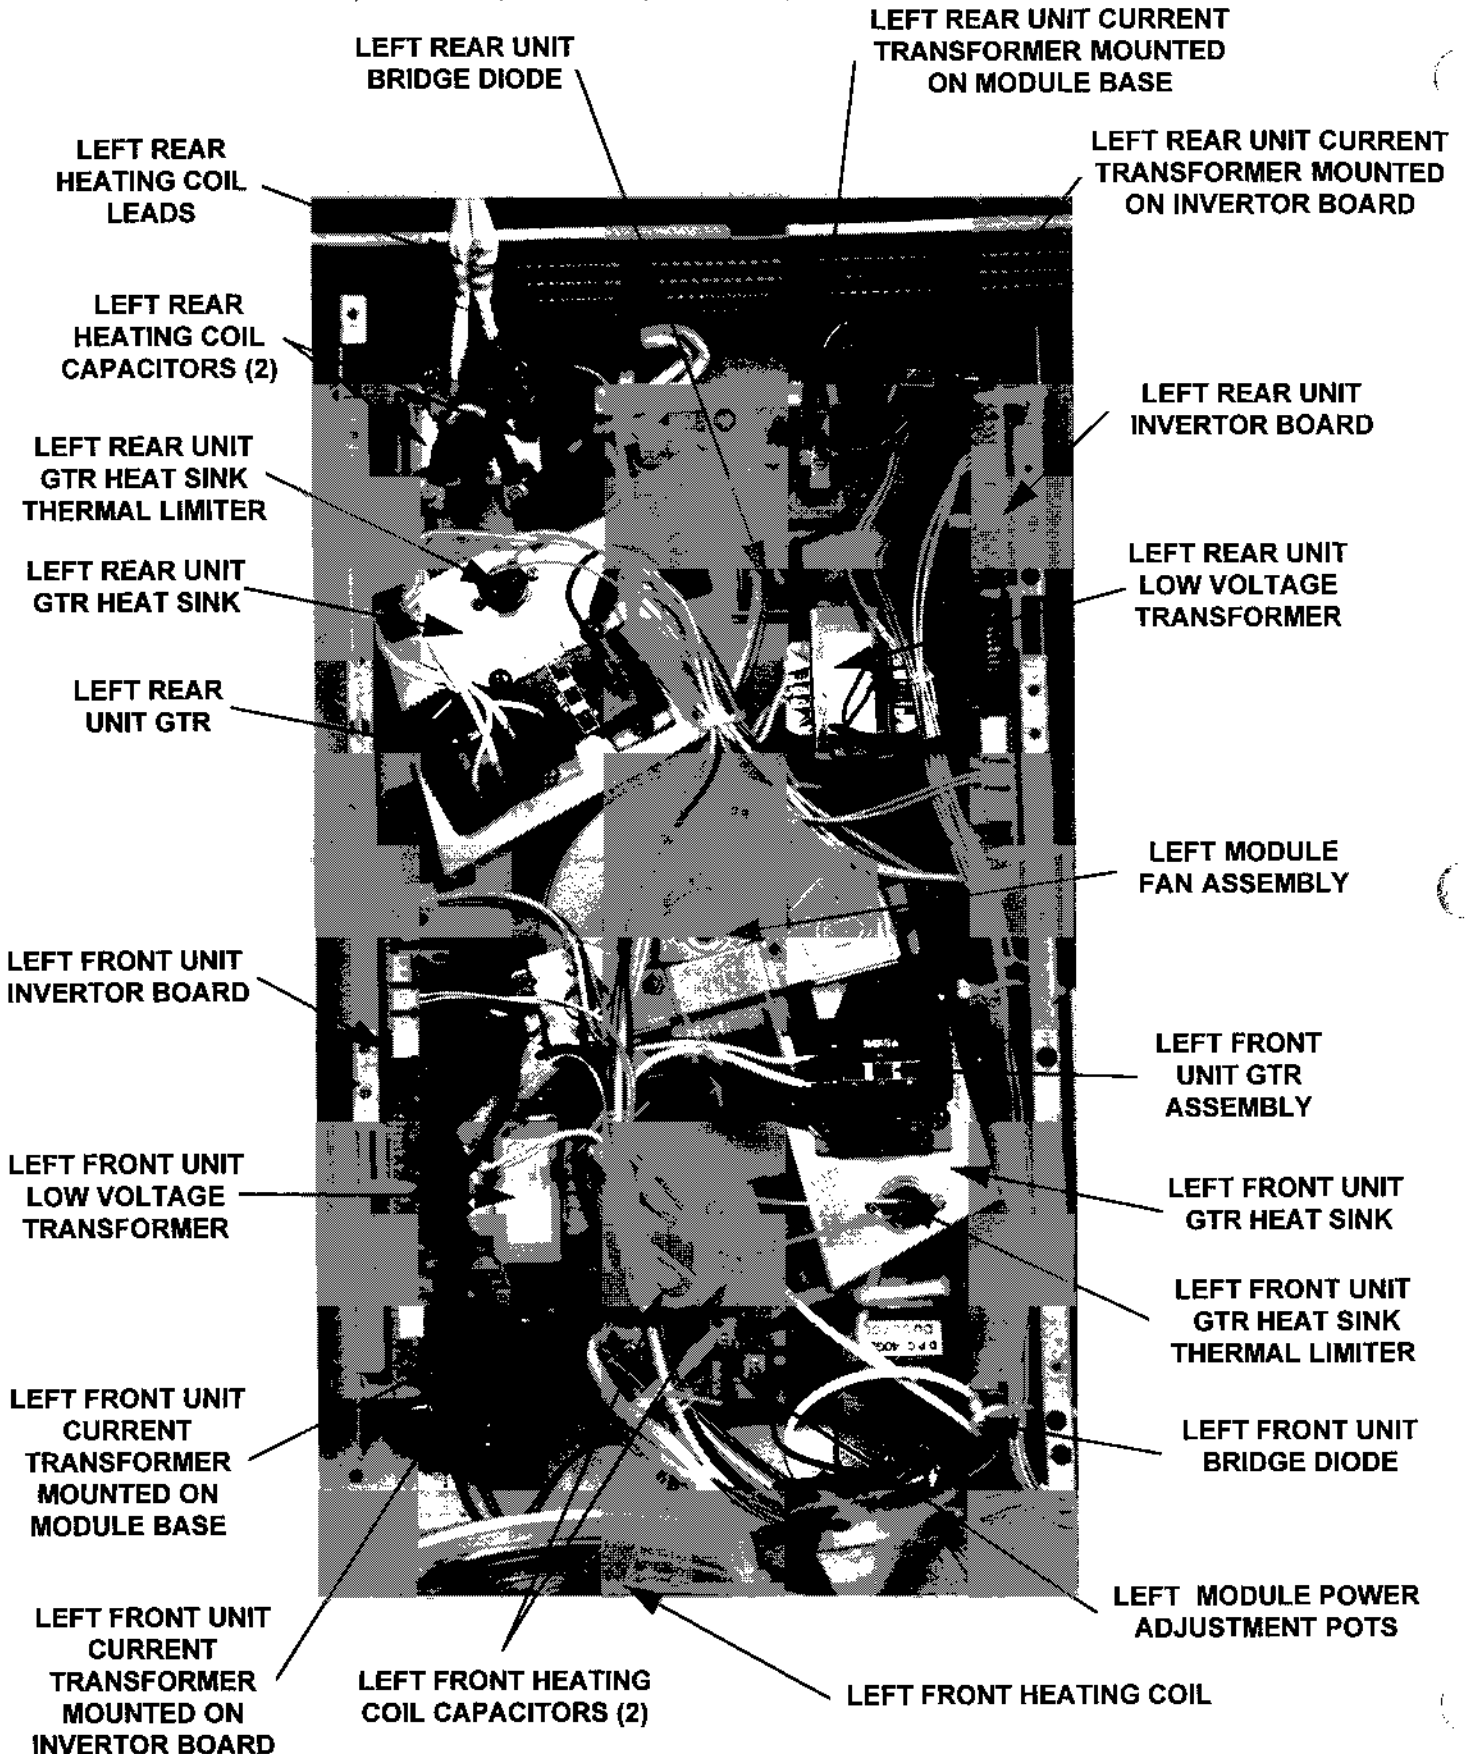 LEFT REAR UNIT
BRIDGE DIODE
LEFT REAR UNIT CURRENT
TRANSFORMER MOUNTED
ON MODULE BASE
LEFT REAR
HEATING COIL
LEADS
LEFT REAR UNIT CURRENT
TRANSFORMER MOUNTED
ON INVERTOR BOARD
LEFT REAR
HEATING COIL
CAPACITORS (2)
LEFT REAR UNIT
INVERTOR BOARD
LEFT REAR UNIT
GTR HEAT SINK
THERMAL LIMITER
LEFT REAR UNIT
GTR HEAT SINK
LEFT REAR UNIT
LOW VOLTAGE
TRANSFORMER
LEFT REAR
UNIT GTR
LEFT MODULE
FAN ASSEMBLY
LEFT FRONT UNIT
INVERTOR BOARD
LEFT FRONT
UNIT GTR
ASSEMBLY
LEFT FRONT UNIT
LOW VOLTAGE
TRANSFORMER
LEFT FRONT UNIT
GTR HEAT SINK
LEFT FRONT UNIT
GTR HEAT SINK
THERMAL LIMITER
LEFT FRONT UNIT
CURRENT
TRANSFORMER
MOUNTED ON
MODULE BASE
LEFT FRONT UNIT
BRIDGE DIODE
LEFT MODULE POWER
ADJUSTMENT POTS
LEFT FRONT UNIT
CURRENT
TRANSFORMER
MOUNTED ON
INVERTOR BOARD
LEFT FRONT HEATING
COIL CAPACITORS (2)
LEFT FRONT HEATING COIL